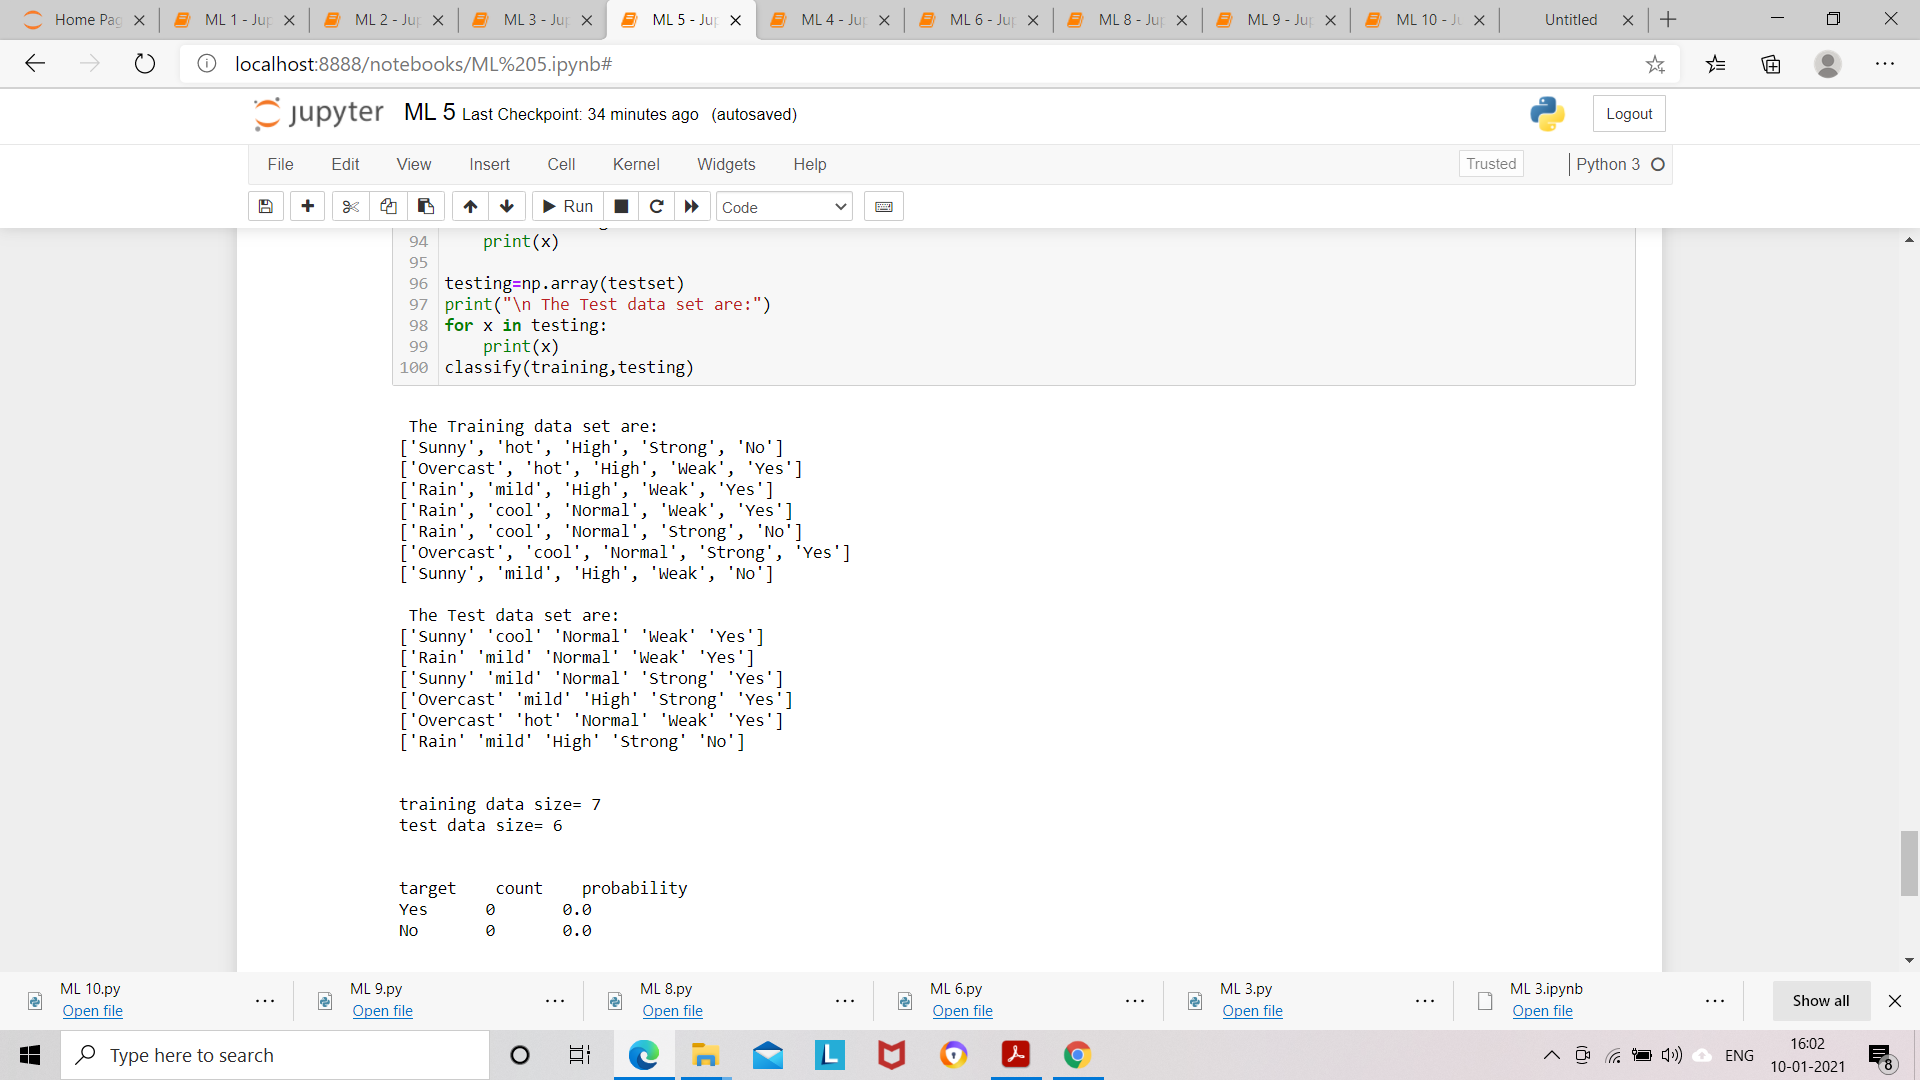 Home Pag
ML 1 - Jup
ML 2 - Jup
ML 3 - Jup
ML 5 - Jup
ML 4 - Jup
ML 6 - Jup
ML 8 - Jup
ML 9 - Jup
ML 10 - Ju
Untitled
localhost:8888/notebooks/ML%205.ipynb#
jupyter ML 5 Last Checkpoint: 34 minutes ago (autosaved)
Logout
File Edit View Insert Cell Kernel Widgets Help
Trusted
Python 3
Run
Code
94 print(x)
95
96 testing=np.array(testset)
97 print("\n The Test data set are:")
98 for x in testing:
99 print(x)
100 classify(training,testing)
The Training data set are:
['Sunny', 'hot', 'High', 'Strong', 'No']
['Overcast', 'hot', 'High', 'Weak', 'Yes']
['Rain', 'mild', 'High', 'Weak', 'Yes']
['Rain', 'cool', 'Normal', 'Weak', 'Yes']
['Rain', 'cool', 'Normal', 'Strong', 'No']
['Overcast', 'cool', 'Normal', 'Strong', 'Yes']
['Sunny', 'mild', 'High', 'Weak', 'No']
The Test data set are:
['Sunny' 'cool' 'Normal' 'Weak' 'Yes']
['Rain' 'mild' 'Normal' 'Weak' 'Yes']
['Sunny' 'mild' 'Normal' 'Strong' 'Yes']
['Overcast' 'mild' 'High' 'Strong' 'Yes']
['Overcast' 'hot' 'Normal' 'Weak' 'Yes']
['Rain' 'mild' 'High' 'Strong' 'No']
training data size= 7
test data size= 6
target count probability
Yes 0 0.0
No 0 0.0
ML 10.py
Open file
ML 9.py
Open file
ML 8.py
Open file
ML 6.py
Open file
ML 3.py
Open file
ML 3.ipynb
Open file
Show all
Type here to search
L
ENG
16:02
10-01-2021
8